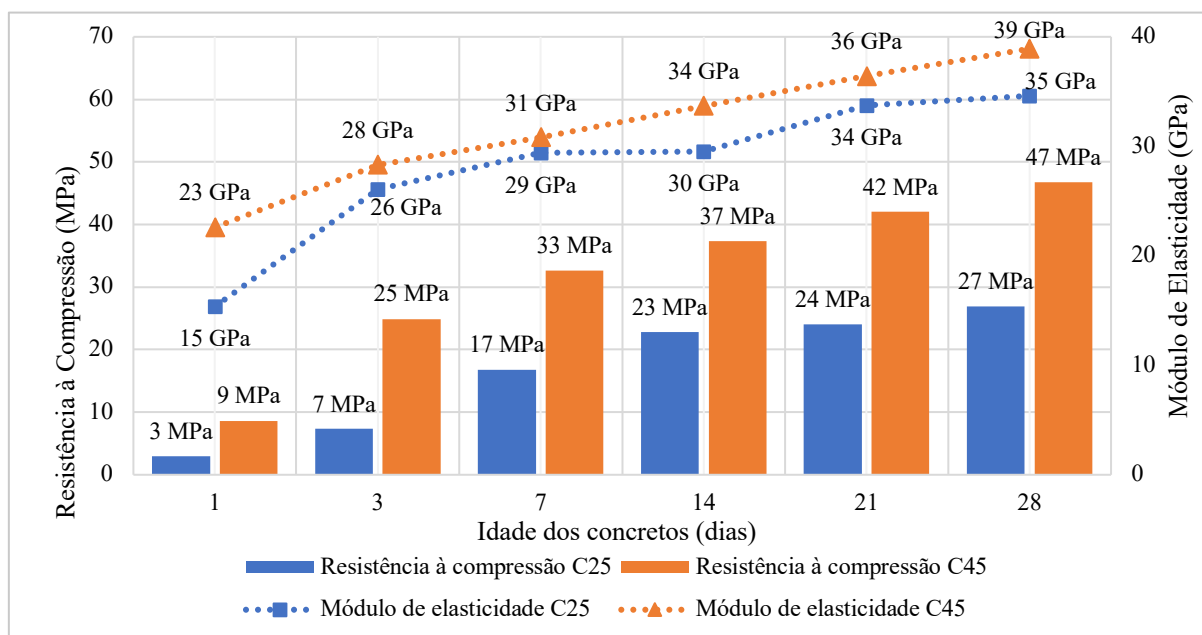 70
60
50
40
30
20
10
0
Resistência à Compressão (MPa)
40
30
20
10
0
Módulo de Elasticidade (GPa)
23 GPa
28 GPa
31 GPa
34 GPa
36 GPa
39 GPa
15 GPa
26 GPa
29 GPa
30 GPa
34 GPa
35 GPa
3 MPa
9 MPa
7 MPa
25 MPa
17 MPa
33 MPa
23 MPa
37 MPa
24 MPa
42 MPa
27 MPa
47 MPa
1 3 7 14 21 28
Idade dos concretos (dias)
Resistência à compressão C25 Resistência à compressão C45
Módulo de elasticidade C25 Módulo de elasticidade C45